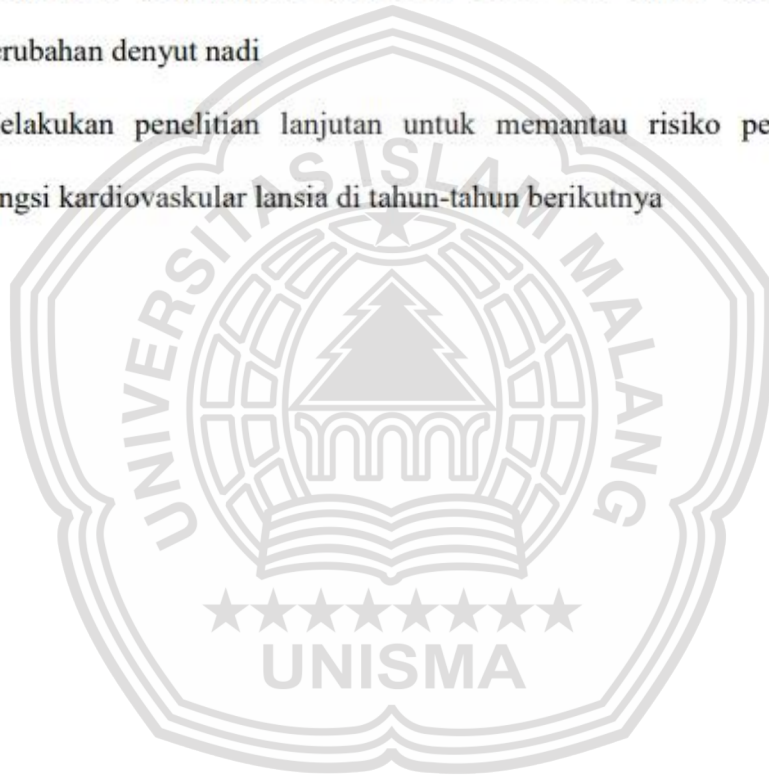 erubahan denyut nadi
elakukan penelitian lanjutan untuk memantau risiko pe
ngsi kardiovaskular lansia di tahun-tahun berikutnya
UNIVERSITAS ISLAM MALANG
UNISMA